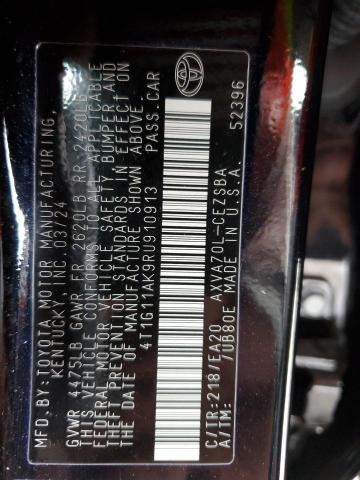 MFD. BY:TOYOTA MOTOR MANUFACTURING,
KENTUCKY, INC. 03/24
GVWR 4475LB GAWR FR 2620LB RR 2420LB
THIS VEHICLE CONFORMS TO ALL APPLICABLE
FEDERAL MOTOR VEHICLE SAFETY, BUMPER AND
THEFT PREVENTION STANDARDS IN EFFECT ON
THE DATE OF MANUFACTURE SHOWN ABOVE.
4T1G11AK9RU910913 PASS.CAR
C/TR:218/EA20 AXVA70L-CEZSBA
A/TM: /UB80E MADE IN U.S.A.
52396